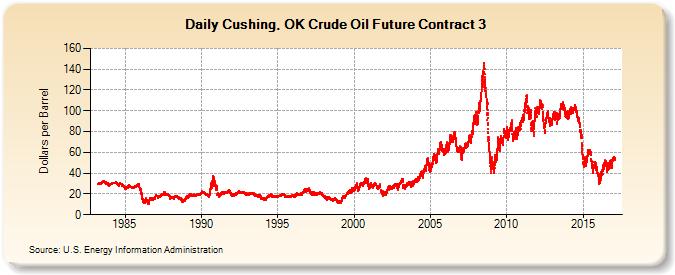 Daily Cushing, OK Crude Oil Future Contract 3
Dollars per Barrel
160
140
120
100
80
60
40
20
0
1985 1990 1995 2000 2005 2010 2015
Source: U.S. Energy Information Administration